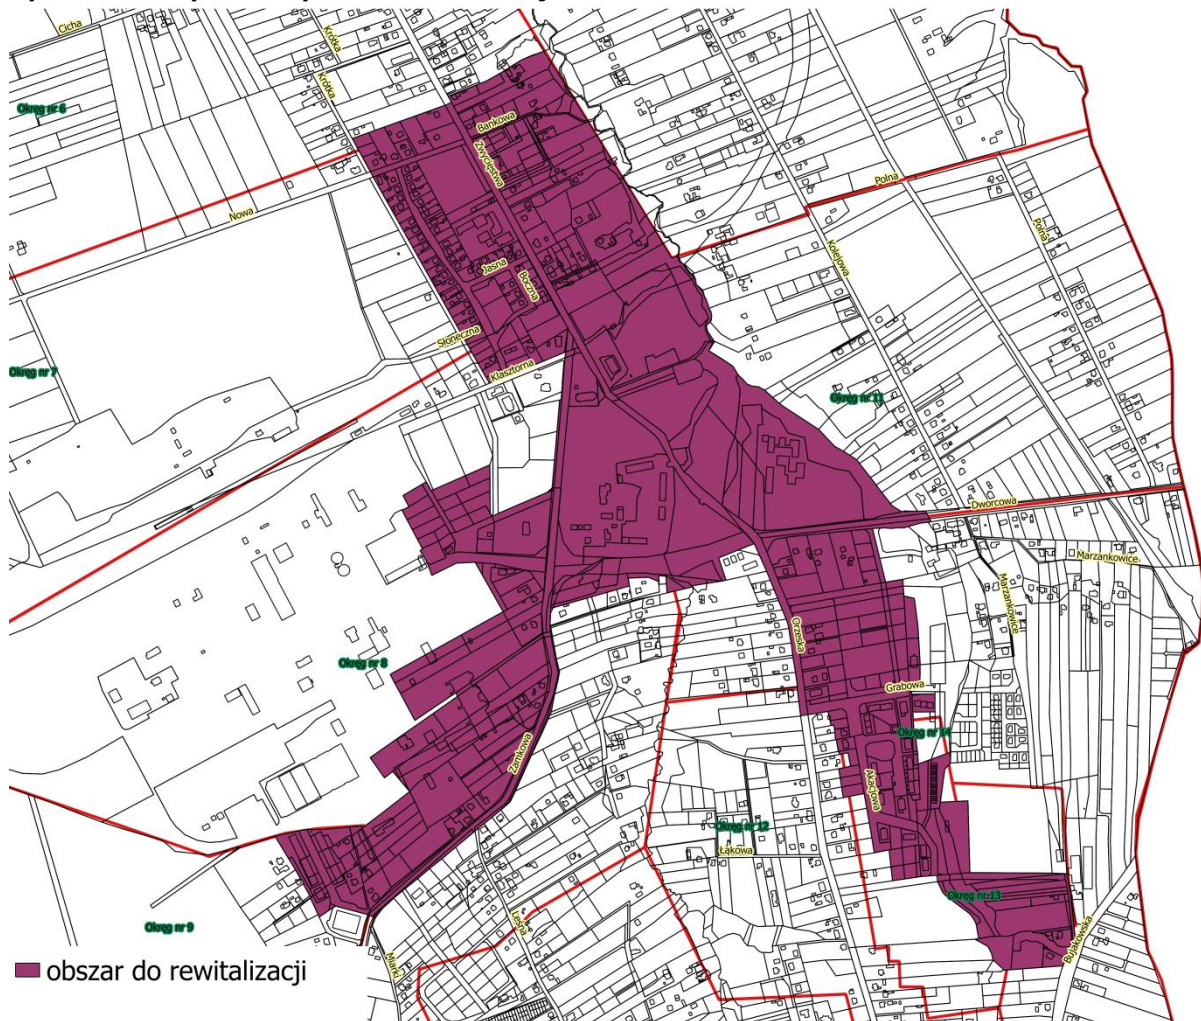 Cicha
Krótka
Krótka
Okręg nr 6
Bankowa
Zwycięstwa
Polna
Nowa
Polna
Kolejowa
Jasna
Boczna
Słoneczna
Klasztorna
Okręg nr 7
Okręg nr 11
Dworcowa
Marzankowice
Marzankowice
Orzeska
Okręg nr 8
Grabowa
Okręg nr 14
Zamkowa
Akacjowa
Okręg nr 12
Łąkowa
Okręg nr 13
Leśna
Okręg nr 9
Bujakowska
Miarki
obszar do rewitalizacji